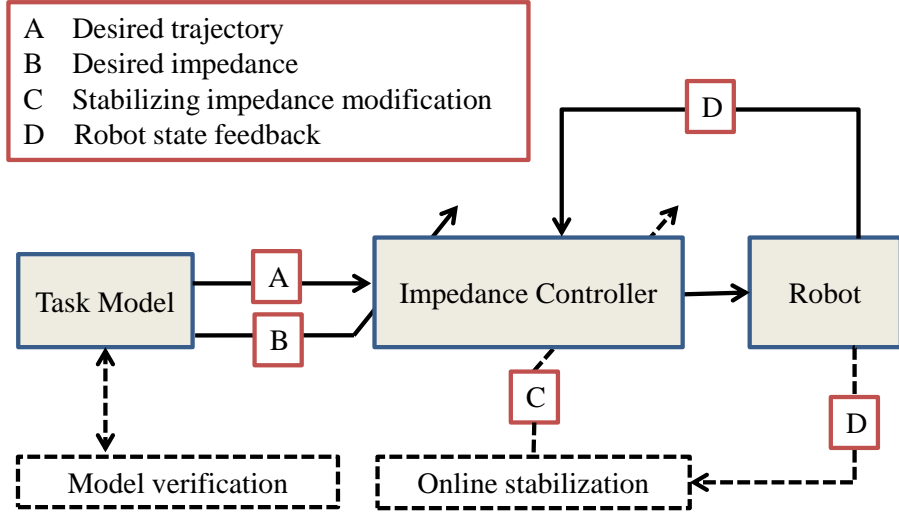 A Desired trajectory
B Desired impedance
C Stabilizing impedance modification
D Robot state feedback
D
A
Task Model
Impedance Controller
Robot
B
C
D
Model verification
Online stabilization